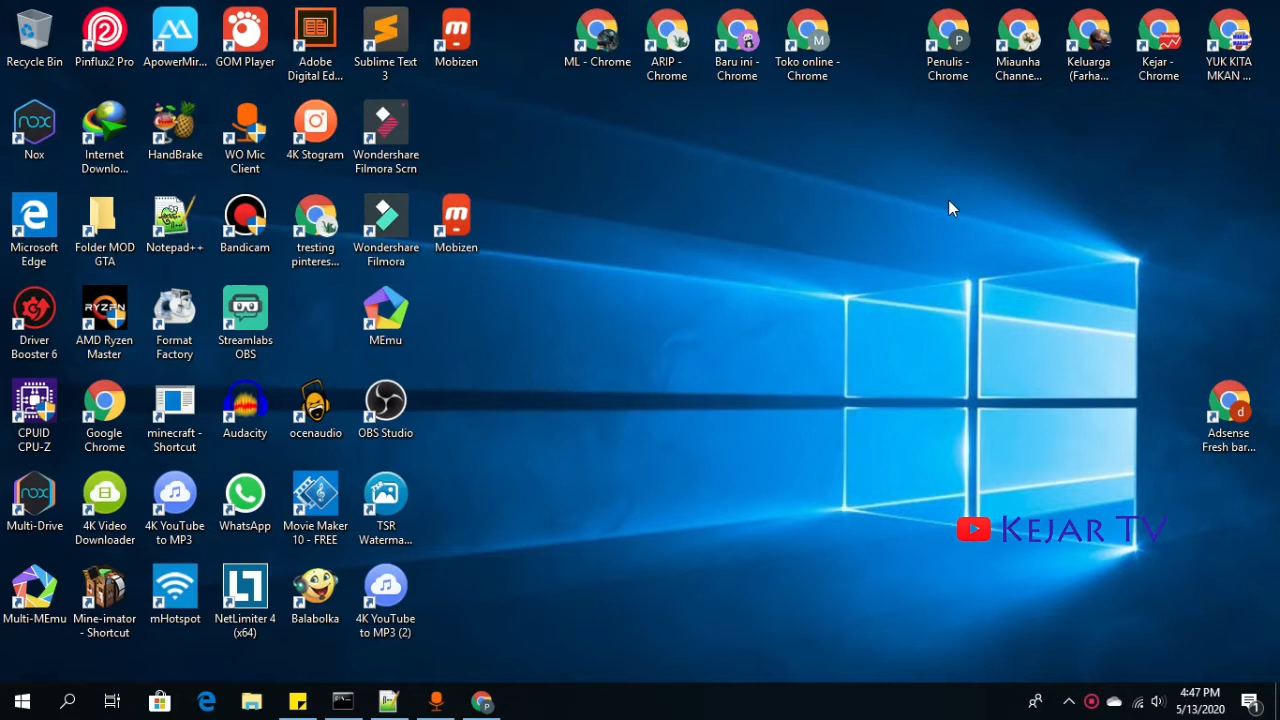 Recycle Bin
Pinflux2 Pro
ApowerMir...
GOM Player
Adobe
Digital Ed...
Sublime Text
3
Mobizen
ML - Chrome
ARIP -
Chrome
Baru ini -
Chrome
Toko online -
Chrome
Penulis -
Chrome
Miaunha
Channe...
Keluarga
(Farha...
Kejar -
Chrome
YUK KITA
MKAN ...
Nox
Internet
Downlo...
HandBrake
WO Mic
Client
4K Stogram
Wondershare
Filmora Scrn
Microsoft
Edge
Folder MOD
GTA
Notepad++
Bandicam
tresting
pinteres...
Wondershare
Filmora
Mobizen
Driver
Booster 6
AMD Ryzen
Master
Format
Factory
Streamlabs
OBS
MEmu
CPUID
CPU-Z
Google
Chrome
minecraft -
Shortcut
Audacity
ocenaudio
OBS Studio
Adsense
Fresh bar...
Multi-Drive
4K Video
Downloader
4K YouTube
to MP3
WhatsApp
Movie Maker
10 - FREE
TSR
Waterma...
KEJAR TV
Multi-MEmu
Mine-imator
- Shortcut
mHotspot
NetLimiter 4
(x64)
Balabolka
4K YouTube
to MP3 (2)
4:47 PM
5/13/2020